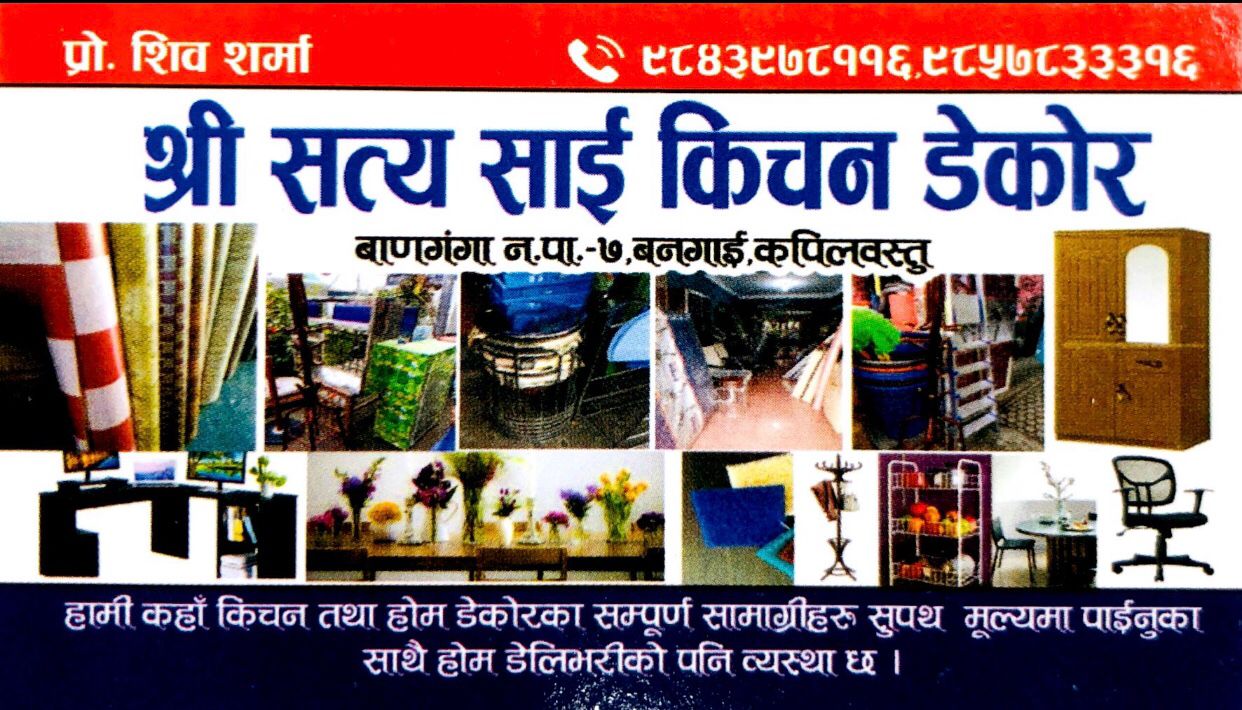 प्रो. शिव शर्मा
९८४३९७८११६,९८५७८३३३१६
श्री सत्य साई किचन डेकोर
बाणगंगा न.पा.-७,बनगाई,कपिलवस्तु
हामी कहाँ किचन तथा होम डेकोरका सम्पूर्ण सामाग्रीहरू सुपथ मूल्यमा पाईनुका
साथै होम डेलिभरीको पनि व्यस्था छ ।